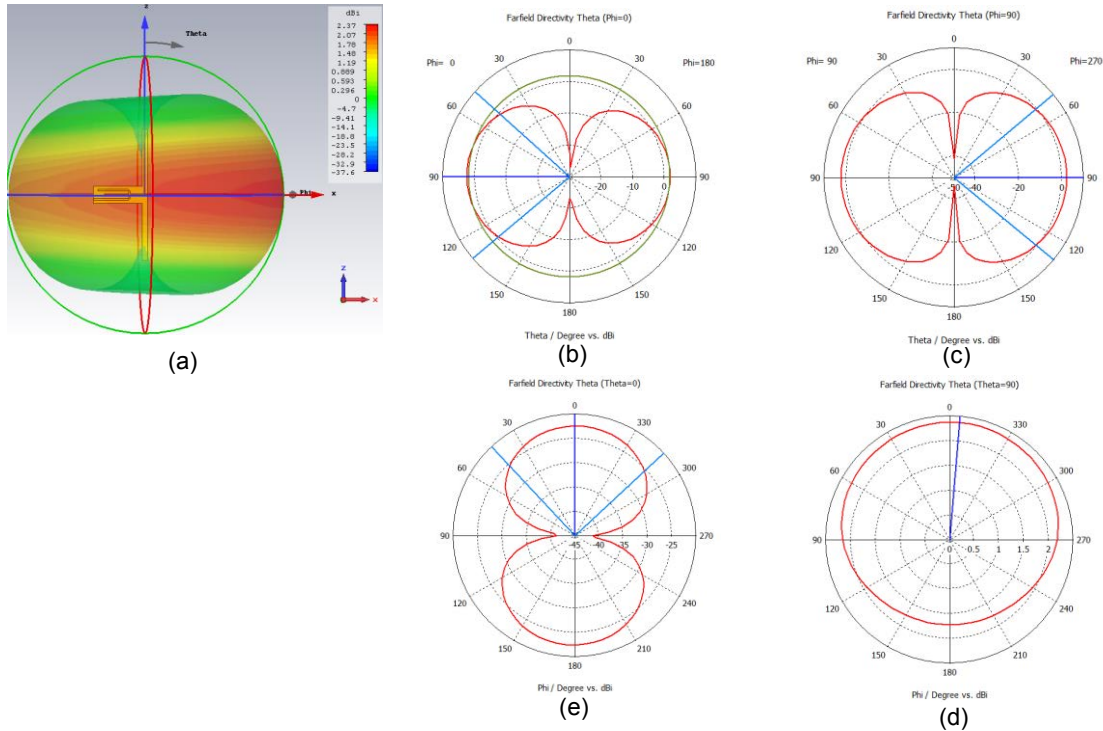 z
Theta
Phi
x
dBi
2.37
2.07
1.78
1.48
1.19
0.889
0.593
0.296
0
-4.7
-9.41
-14.1
-18.8
-23.5
-28.2
-32.9
-37.6
z
x
(a)
Farfield Directivity Theta (Phi=0)
0
Phi= 0 30 30 Phi=180
60 60
90 -20 -10 0 90
120 120
150 150
180
Theta / Degree vs. dBi
(b)
Farfield Directivity Theta (Phi=90)
0
Phi= 90 30 30 Phi=270
60 60
90 -50 -40 -20 0 90
120 120
150 150
180
Theta / Degree vs. dBi
(c)
Farfield Directivity Theta (Theta=0)
0
30 330
60 300
90 -45 -40 -35 -30 -25 270
120 240
150 210
180
Phi / Degree vs. dBi
(e)
Farfield Directivity Theta (Theta=90)
0
30 330
60 300
90 0 0.5 1 1.5 2 270
120 240
150 210
180
Phi / Degree vs. dBi
(d)